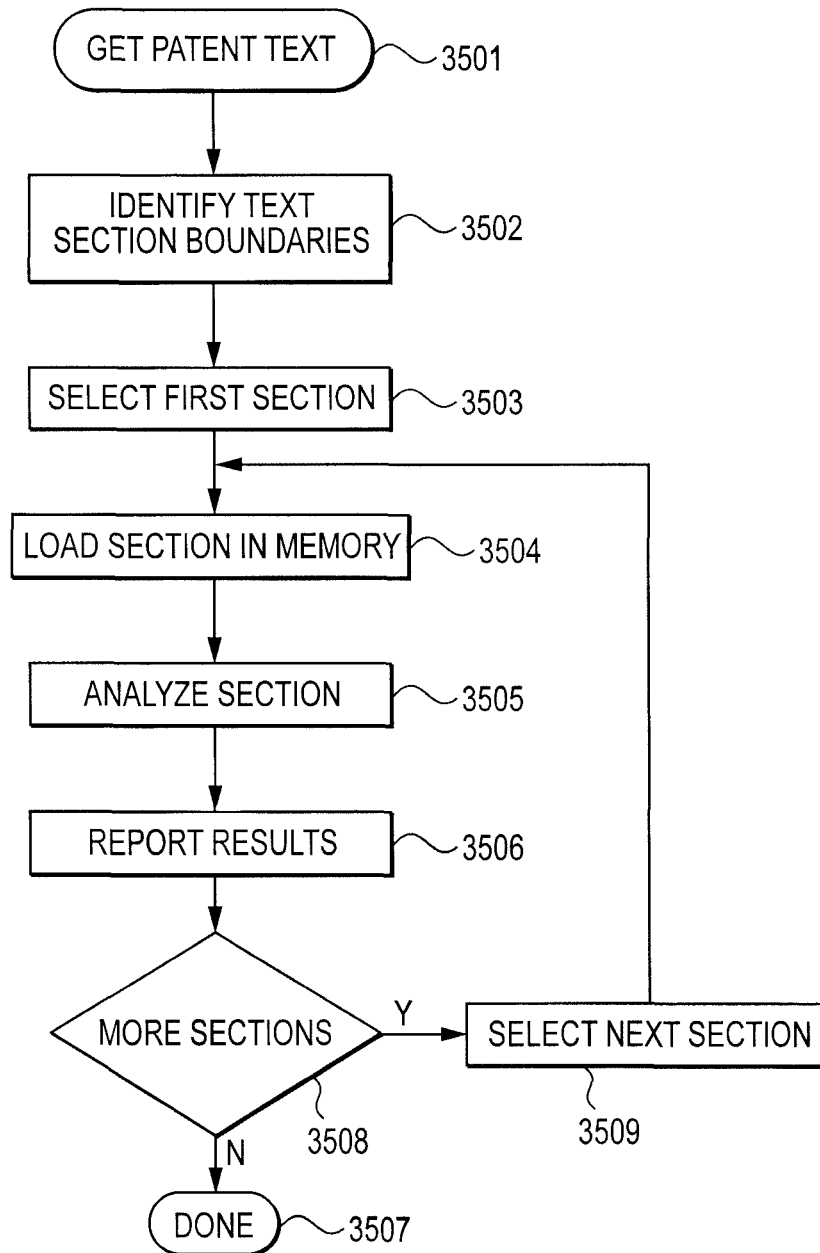 GET PATENT TEXT
3501
IDENTIFY TEXT
SECTION BOUNDARIES
3502
SELECT FIRST SECTION
3503
LOAD SECTION IN MEMORY
3504
ANALYZE SECTION
3505
REPORT RESULTS
3506
MORE SECTIONS
Y
SELECT NEXT SECTION
3508
3509
N
DONE
3507